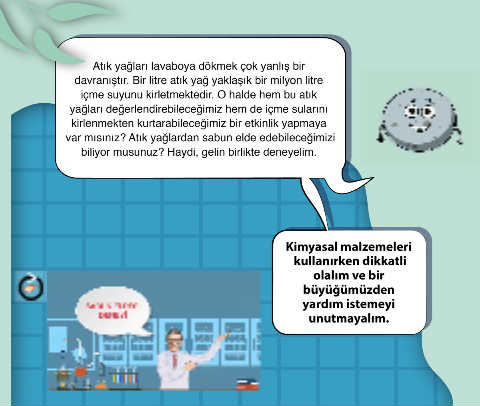 Atık yağları lavaboya dökmek çok yanlış bir
davranıştır. Bir litre atık yağ yaklaşık bir milyon litre
içme suyunu kirletmektedir. O halde hem bu atık
yağları değerlendirebileceğimiz hem de içme sularını
kirlenmekten kurtarabileceğimiz bir etkinlik yapmaya
var mısınız? Atık yağlardan sabun elde edebileceğimizi
biliyor musunuz? Haydi, gelin birlikte deneyelim.
Kimyasal malzemeleri
kullanırken dikkatli
olalım ve bir
büyüğümüzden
yardım istemeyi
unutmayalım.